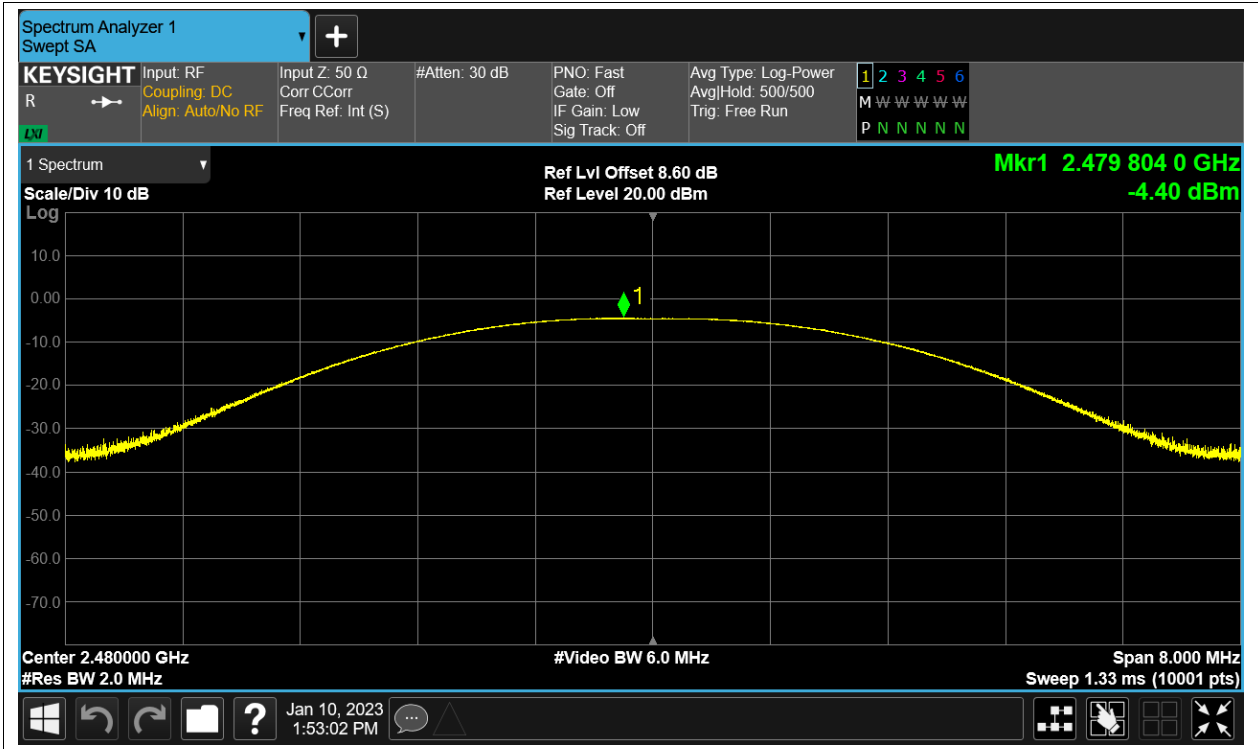 Spectrum Analyzer 1
Swept SA
KEYSIGHT
R
LXI
Input: RF
Coupling: DC
Align: Auto/No RF
Input Z: 50 Ω
Corr CCorr
Freq Ref: Int (S)
#Atten: 30 dB
PNO: Fast
Gate: Off
IF Gain: Low
Sig Track: Off
Avg Type: Log-Power
Avg|Hold: 500/500
Trig: Free Run
1 2 3 4 5 6
M W W W W W
P N N N N N
1 Spectrum
Scale/Div 10 dB
Log
Ref Lvl Offset 8.60 dB
Ref Level 20.00 dBm
Mkr1 2.479 804 0 GHz
-4.40 dBm
10.0
0.00
-10.0
-20.0
-30.0
-40.0
-50.0
-60.0
-70.0
1
Center 2.480000 GHz
#Res BW 2.0 MHz
#Video BW 6.0 MHz
Span 8.000 MHz
Sweep 1.33 ms (10001 pts)
?
Jan 10, 2023
1:53:02 PM